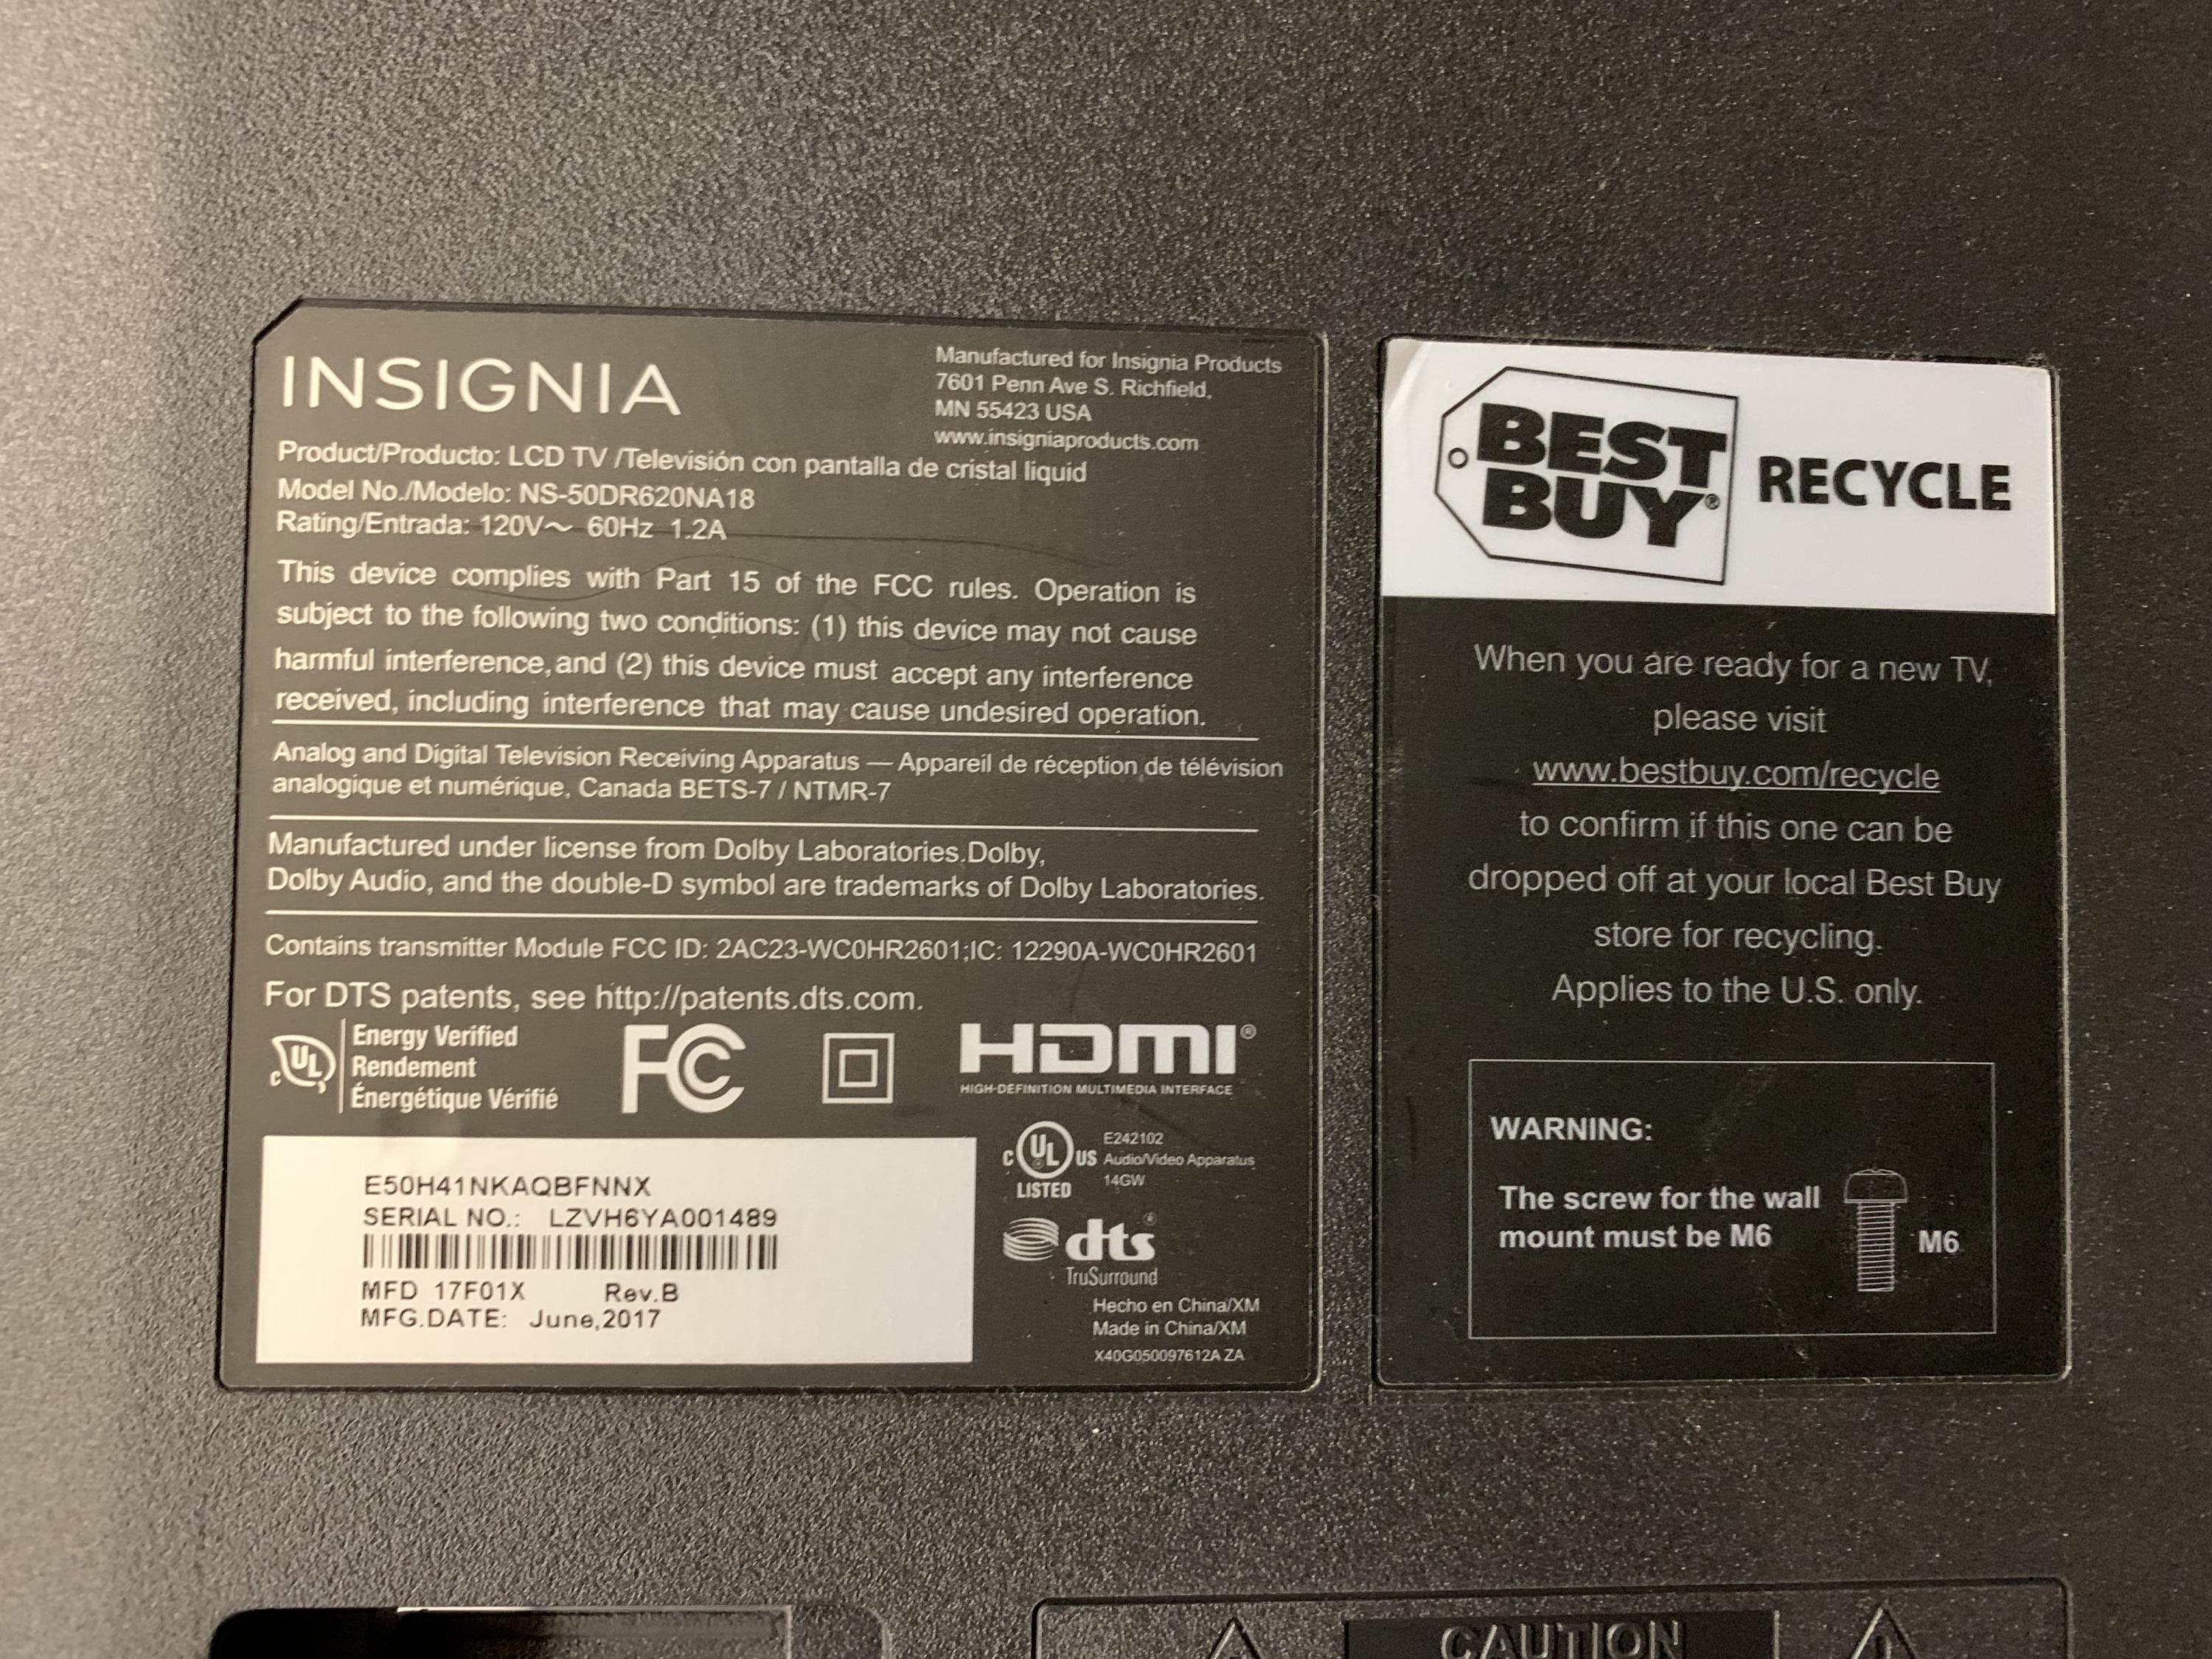 INSIGNIA
Manufactured for Insignia Products
7601 Penn Ave S. Richfield,
MN 55423 USA
www.insigniaproducts.com
Product/Producto: LCD TV /Televisión con pantalla de cristal liquid
Model No./Modelo: NS-50DR620NA18
Rating/Entrada: 120V~ 60Hz 1.2A
This device complies with Part 15 of the FCC rules. Operation is
subject to the following two conditions: (1) this device may not cause
harmful interference, and (2) this device must accept any interference
received, including interference that may cause undesired operation.
Analog and Digital Television Receiving Apparatus — Appareil de réception de télévision
analogique et numérique, Canada BETS-7 / NTMR-7
Manufactured under license from Dolby Laboratories.Dolby,
Dolby Audio, and the double-D symbol are trademarks of Dolby Laboratories.
Contains transmitter Module FCC ID: 2AC23-WC0HR2601;IC: 12290A-WC0HR2601
For DTS patents, see http://patents.dts.com.
C UL
Energy Verified
Rendement
Énergétique Vérifié
FC
HDMI®
HIGH-DEFINITION MULTIMEDIA INTERFACE
E50H41NKAQBFNNX
SERIAL NO.: LZVH6YA001489
MFD 17F01X Rev.B
MFG.DATE: June,2017
C UL US
LISTED
E242102
Audio/Video Apparatus
14GW
dts®
TruSurround
Hecho en China/XM
Made in China/XM
X40G050097612A ZA
BEST
BUY®
RECYCLE
When you are ready for a new TV,
please visit
www.bestbuy.com/recycle
to confirm if this one can be
dropped off at your local Best Buy
store for recycling.
Applies to the U.S. only.
WARNING:
The screw for the wall
mount must be M6
M6
CAUTION